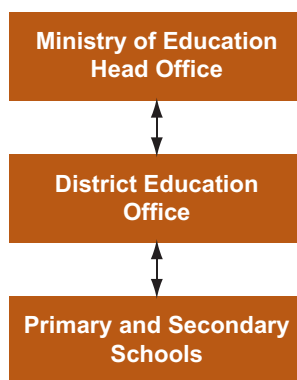 Ministry of Education
Head Office
District Education
Office
Primary and Secondary
Schools